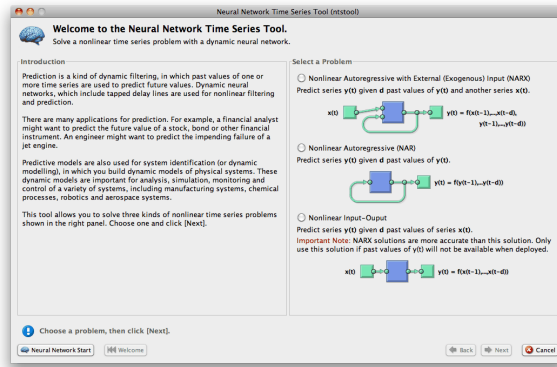 Neural Network Time Series Tool (ntstool)
Welcome to the Neural Network Time Series Tool.
Solve a nonlinear time series problem with a dynamic neural network.
Introduction
Prediction is a kind of dynamic filtering, in which past values of one or
more time series are used to predict future values. Dynamic neural
networks, which include tapped delay lines are used for nonlinear filtering
and prediction.
There are many applications for prediction. For example, a financial analyst
might want to predict the future value of a stock, bond or other financial
instrument. An engineer might want to predict the impending failure of a
jet engine.
Predictive models are also used for system identification (or dynamic
modelling), in which you build dynamic models of physical systems. These
dynamic models are important for analysis, simulation, monitoring and
control of a variety of systems, including manufacturing systems, chemical
processes, robotics and aerospace systems.
This tool allows you to solve three kinds of nonlinear time series problems
shown in the right panel. Choose one and click [Next].
Select a Problem
Nonlinear Autoregressive with External (Exogenous) Input (NARX)
Predict series y(t) given d past values of y(t) and another series x(t).
x(t) y(t) = f(x(t-1),...,x(t-d),
y(t-1),...,y(t-d))
Nonlinear Autoregressive (NAR)
Predict series y(t) given d past values of y(t).
y(t) = f(y(t-1),...,y(t-d))
Nonlinear Input-Ouput
Predict series y(t) given d past values of series x(t).
Important Note: NARX solutions are more accurate than this solution. Only
use this solution if past values of y(t) will not be available when deployed.
x(t) y(t) = f(x(t-1),...,x(t-d))
Choose a problem, then click [Next].
Neural Network Start Welcome Back Next Cancel